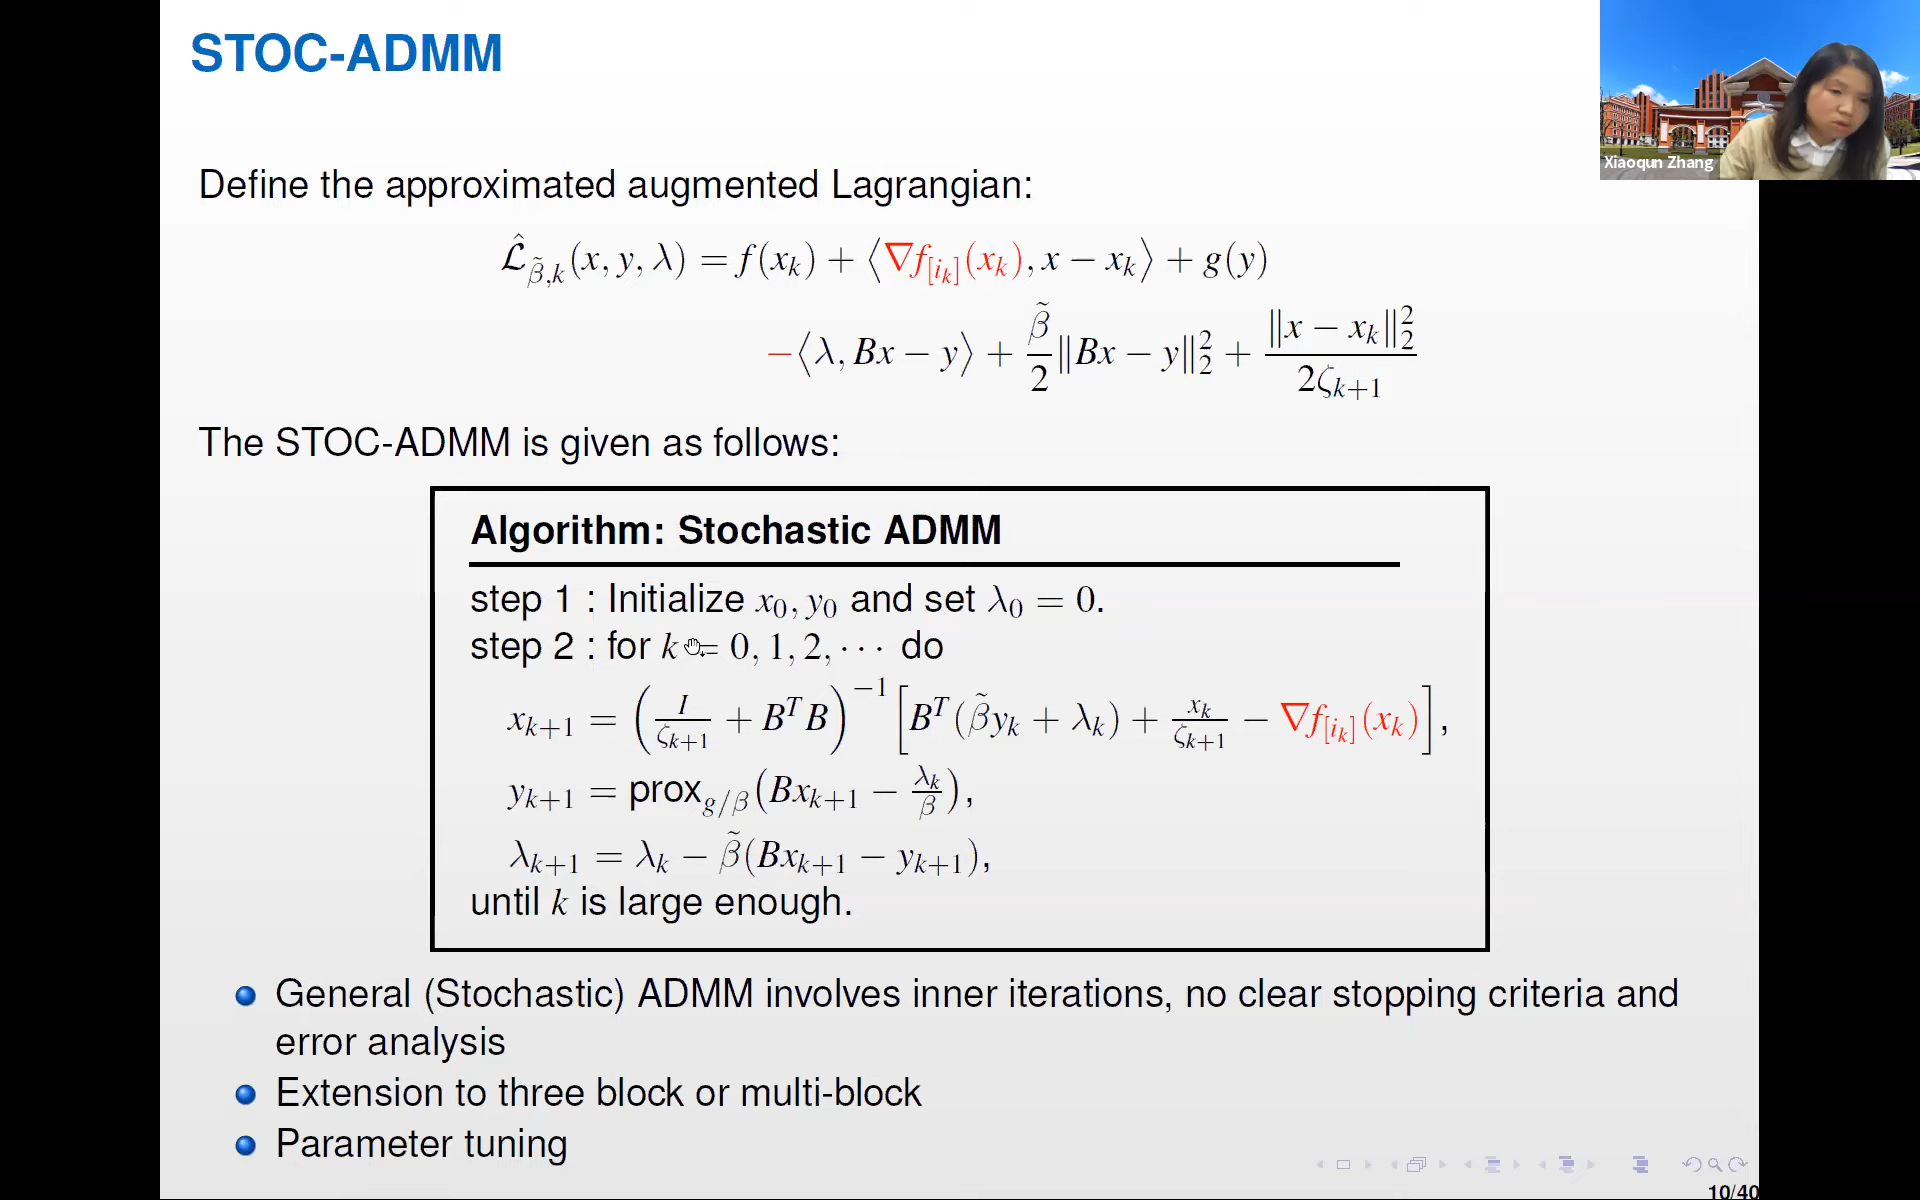 STOC-ADMM
Xiaoqun Zhang
Define the approximated augmented Lagrangian:
$\hat{\mathcal{L}}_{\tilde{\beta},k}(x, y, \lambda) = f(x_k) + \langle \nabla f_{[i_k]}(x_k), x - x_k \rangle + g(y)$
$- \langle \lambda, Bx - y \rangle + \frac{\tilde{\beta}}{2} \|Bx - y\|_2^2 + \frac{\|x - x_k\|_2^2}{2\zeta_{k+1}}$
The STOC-ADMM is given as follows:
Algorithm: Stochastic ADMM
step 1 : Initialize $x_0, y_0$ and set $\lambda_0 = 0$.
step 2 : for $k = 0, 1, 2, \cdots$ do
$x_{k+1} = \left( \frac{I}{\zeta_{k+1}} + B^T B \right)^{-1} \left[ B^T (\tilde{\beta} y_k + \lambda_k) + \frac{x_k}{\zeta_{k+1}} - \nabla f_{[i_k]}(x_k) \right],$
$y_{k+1} = \text{prox}_{g/\beta} \left( Bx_{k+1} - \frac{\lambda_k}{\beta} \right),$
$\lambda_{k+1} = \lambda_k - \tilde{\beta}(Bx_{k+1} - y_{k+1}),$
until $k$ is large enough.
General (Stochastic) ADMM involves inner iterations, no clear stopping criteria and
error analysis
Extension to three block or multi-block
Parameter tuning
10/40